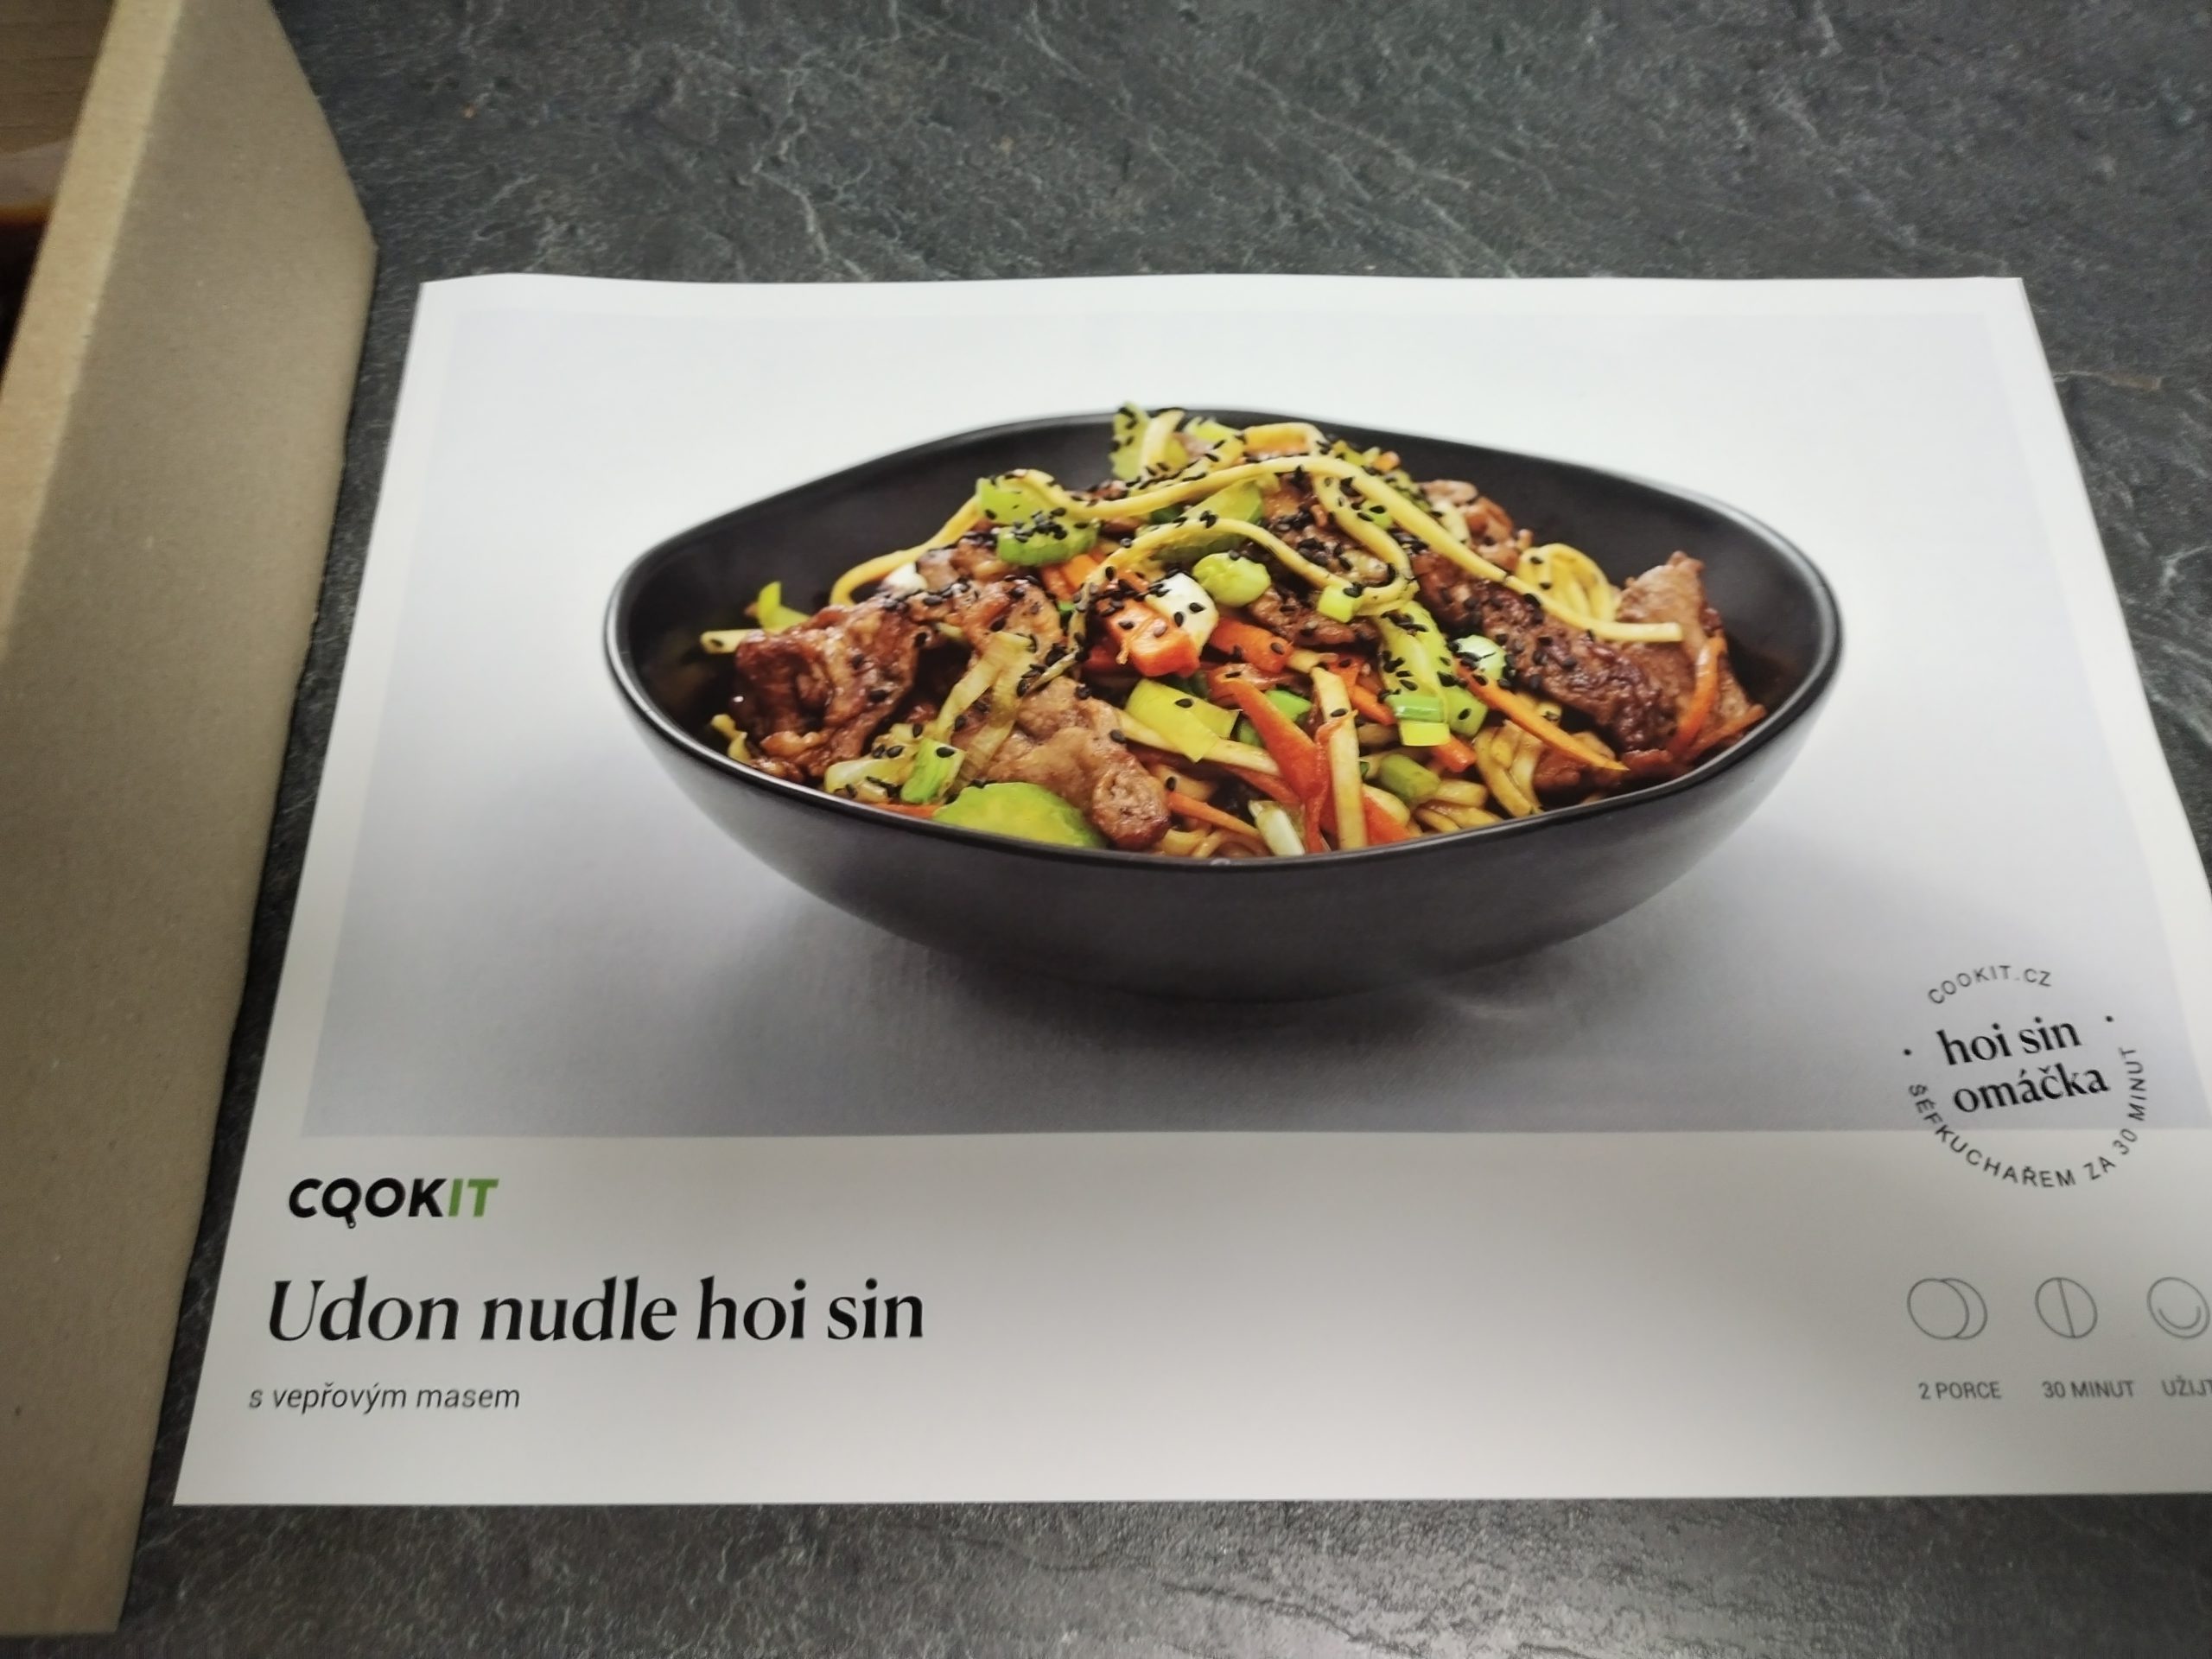 COOKIT.CZ
hoi sin
omáčka
ŠÉFKUCHAŘEM ZA 30 MINUT
COOKIT
Udon nudle hoi sin
s vepřovým masem
2 PORCE
30 MINUT